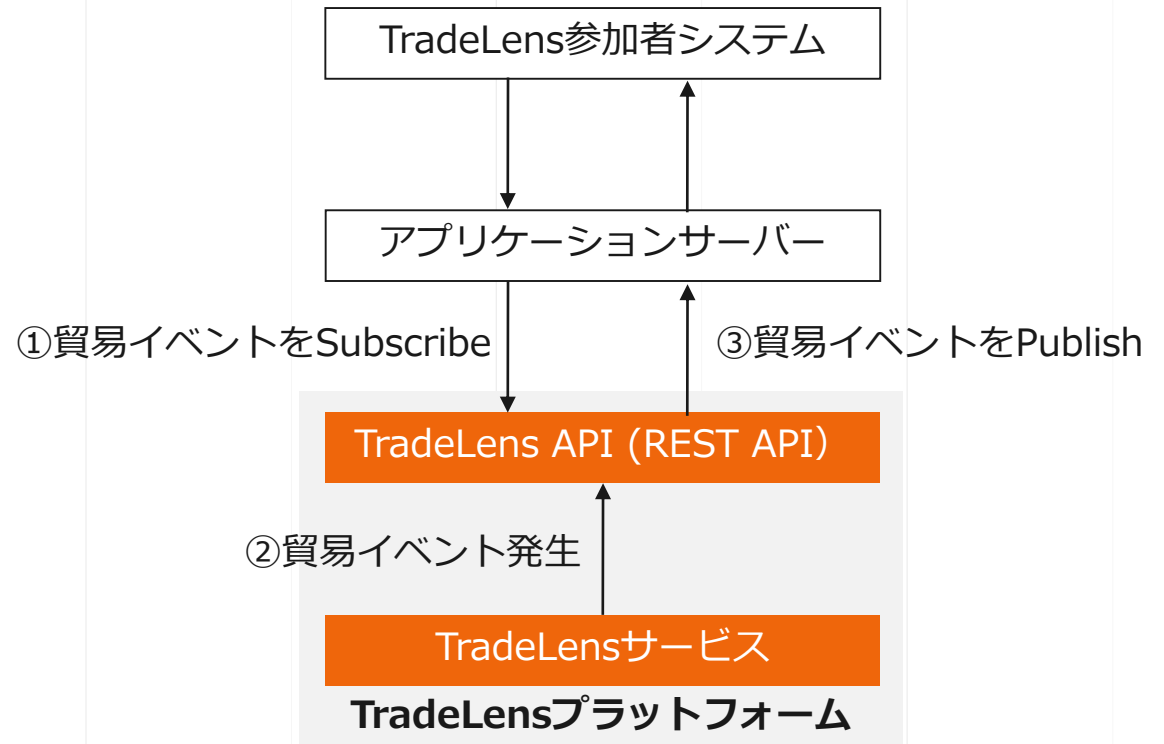 TradeLens参加者システム
アプリケーションサーバー
①貿易イベントをSubscribe
③貿易イベントをPublish
TradeLens API (REST API）
②貿易イベント発生
TradeLensサービス
TradeLensプラットフォーム